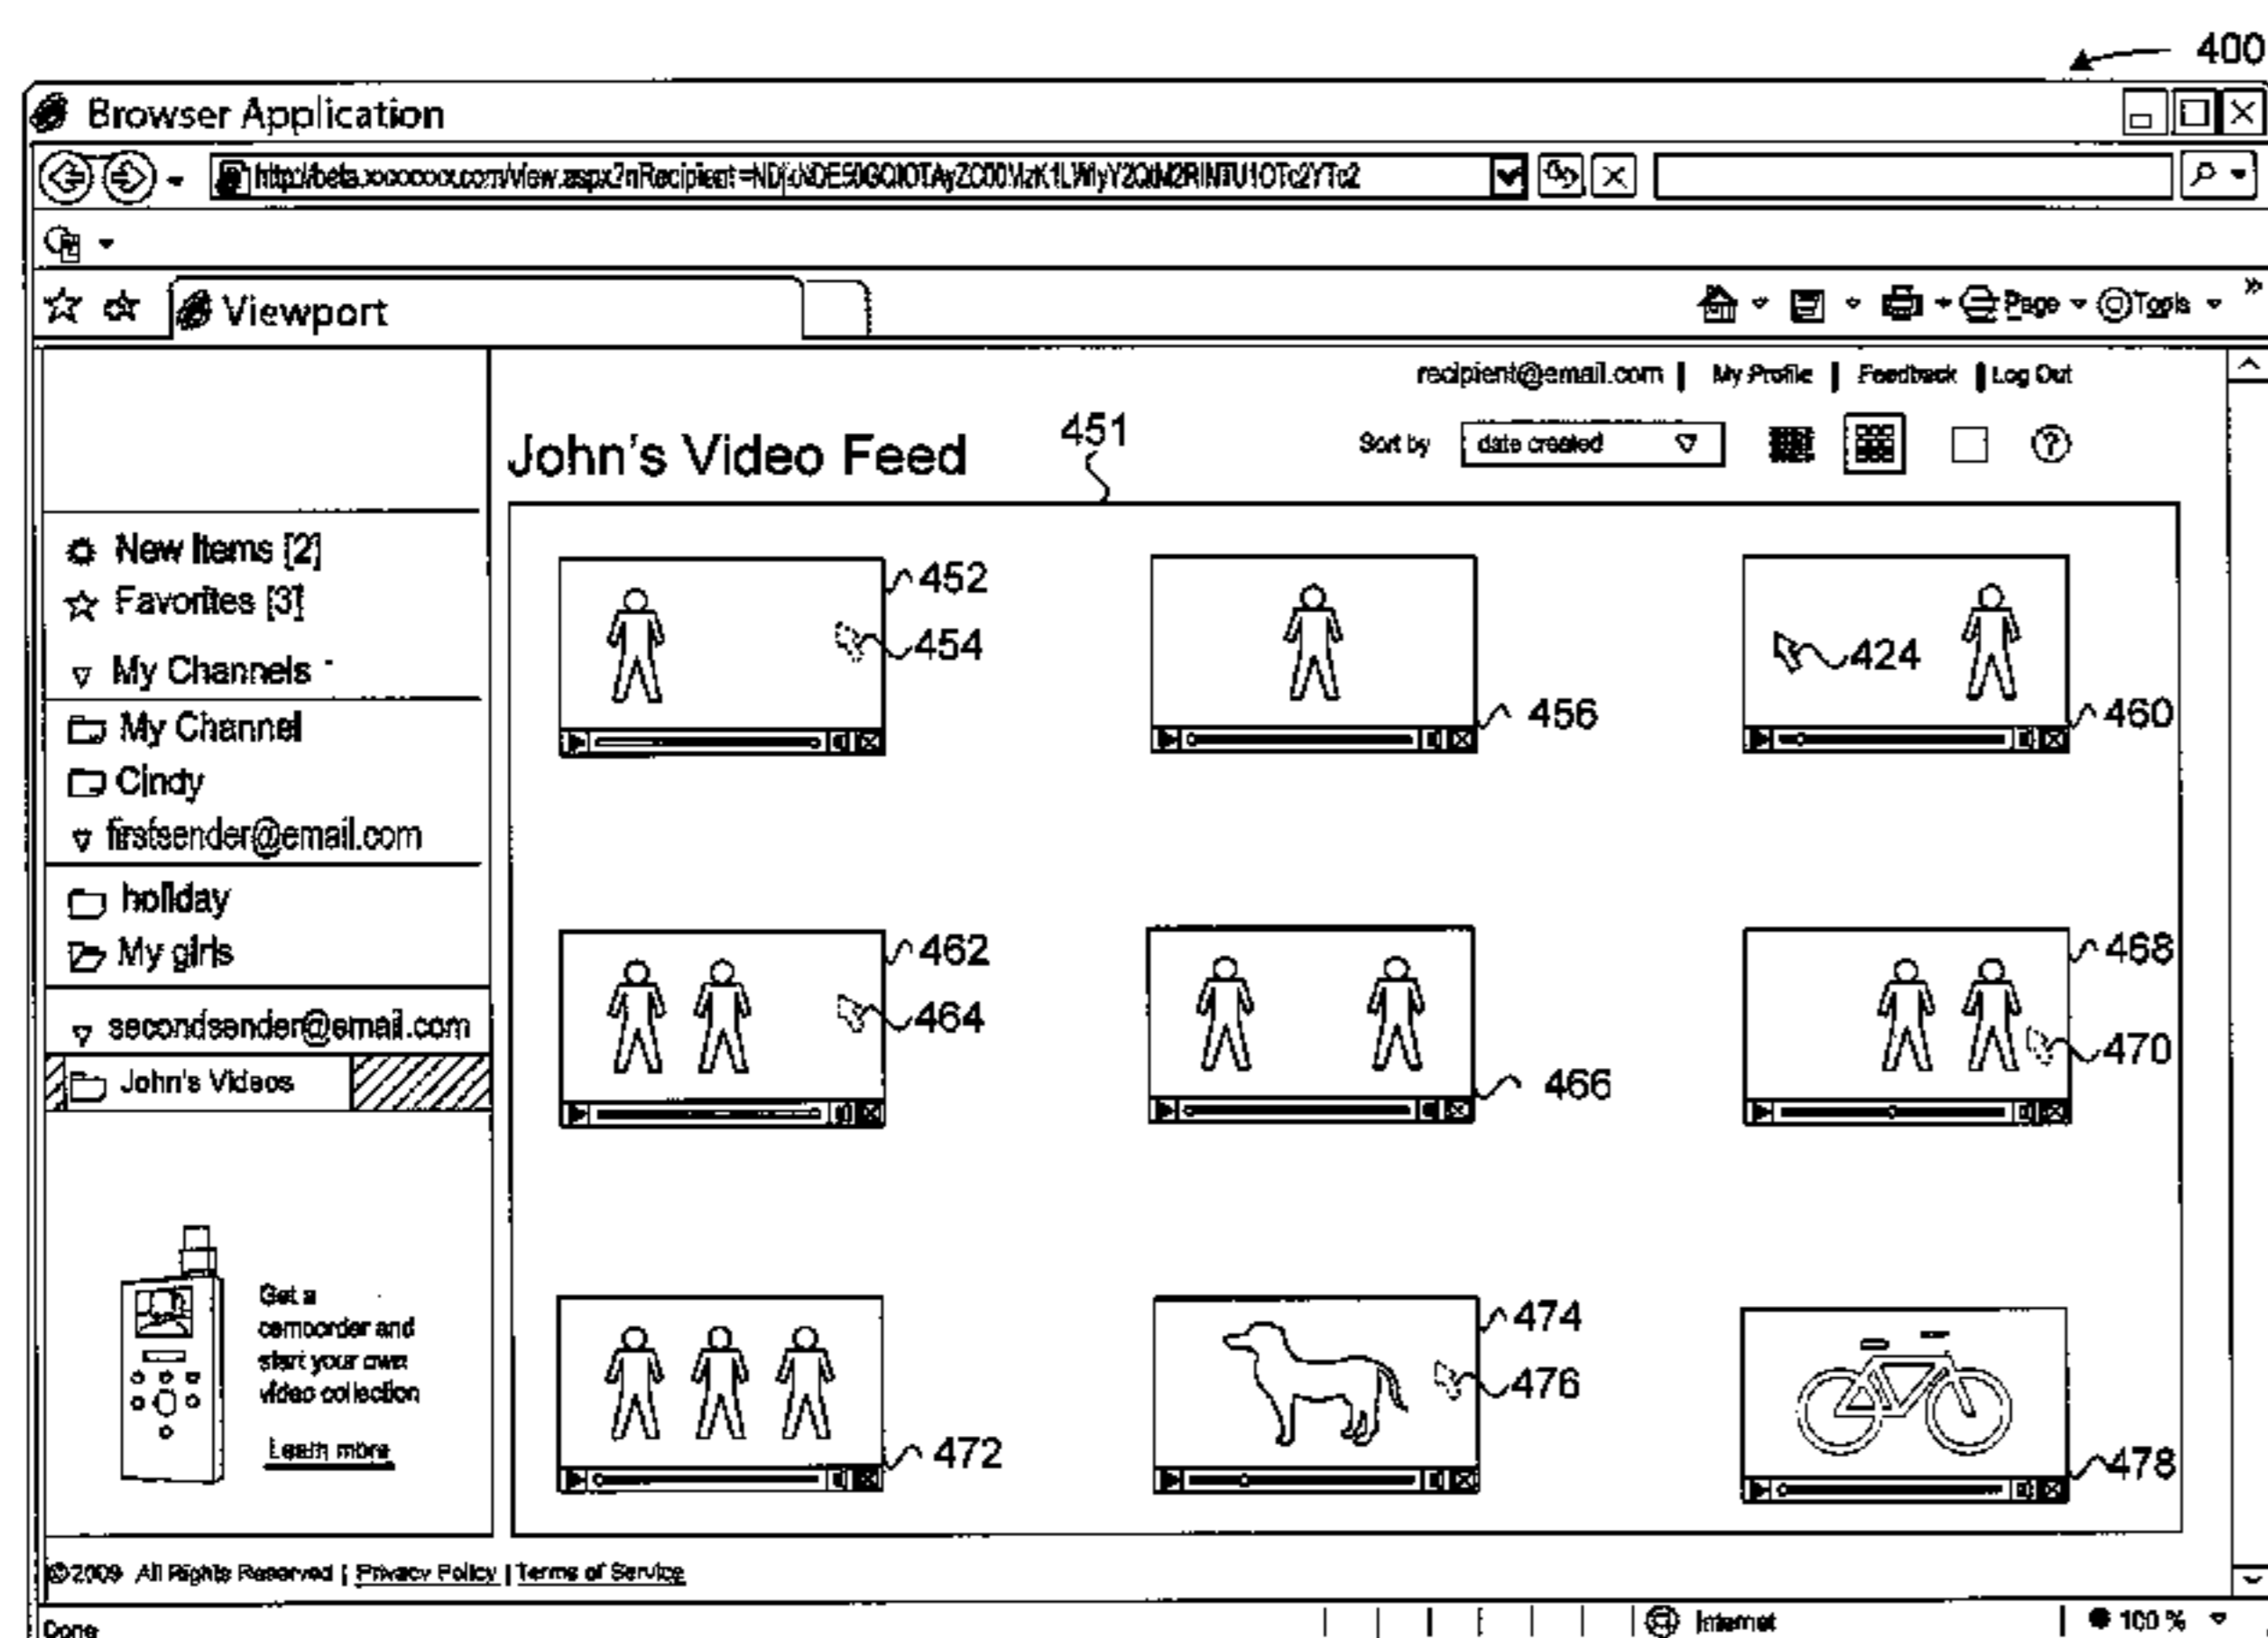 400
Browser Application
Viewport
Page Tools
recipient@email.com | My Profile | Feedback | Log Out
John's Video Feed
451
Sort by date created
New Items [2]
Favorites [3]
My Channels
My Channel
Cindy
firstsender@email.com
holiday
My girls
secondsender@email.com
John's Videos
452
454
456
424
460
462
464
466
468
470
472
474
476
478
Get a
camcorder and
start your own
video collection
Learn more
©2009 All Rights Reserved | Privacy Policy | Terms of Service
Done
Internet
100 %